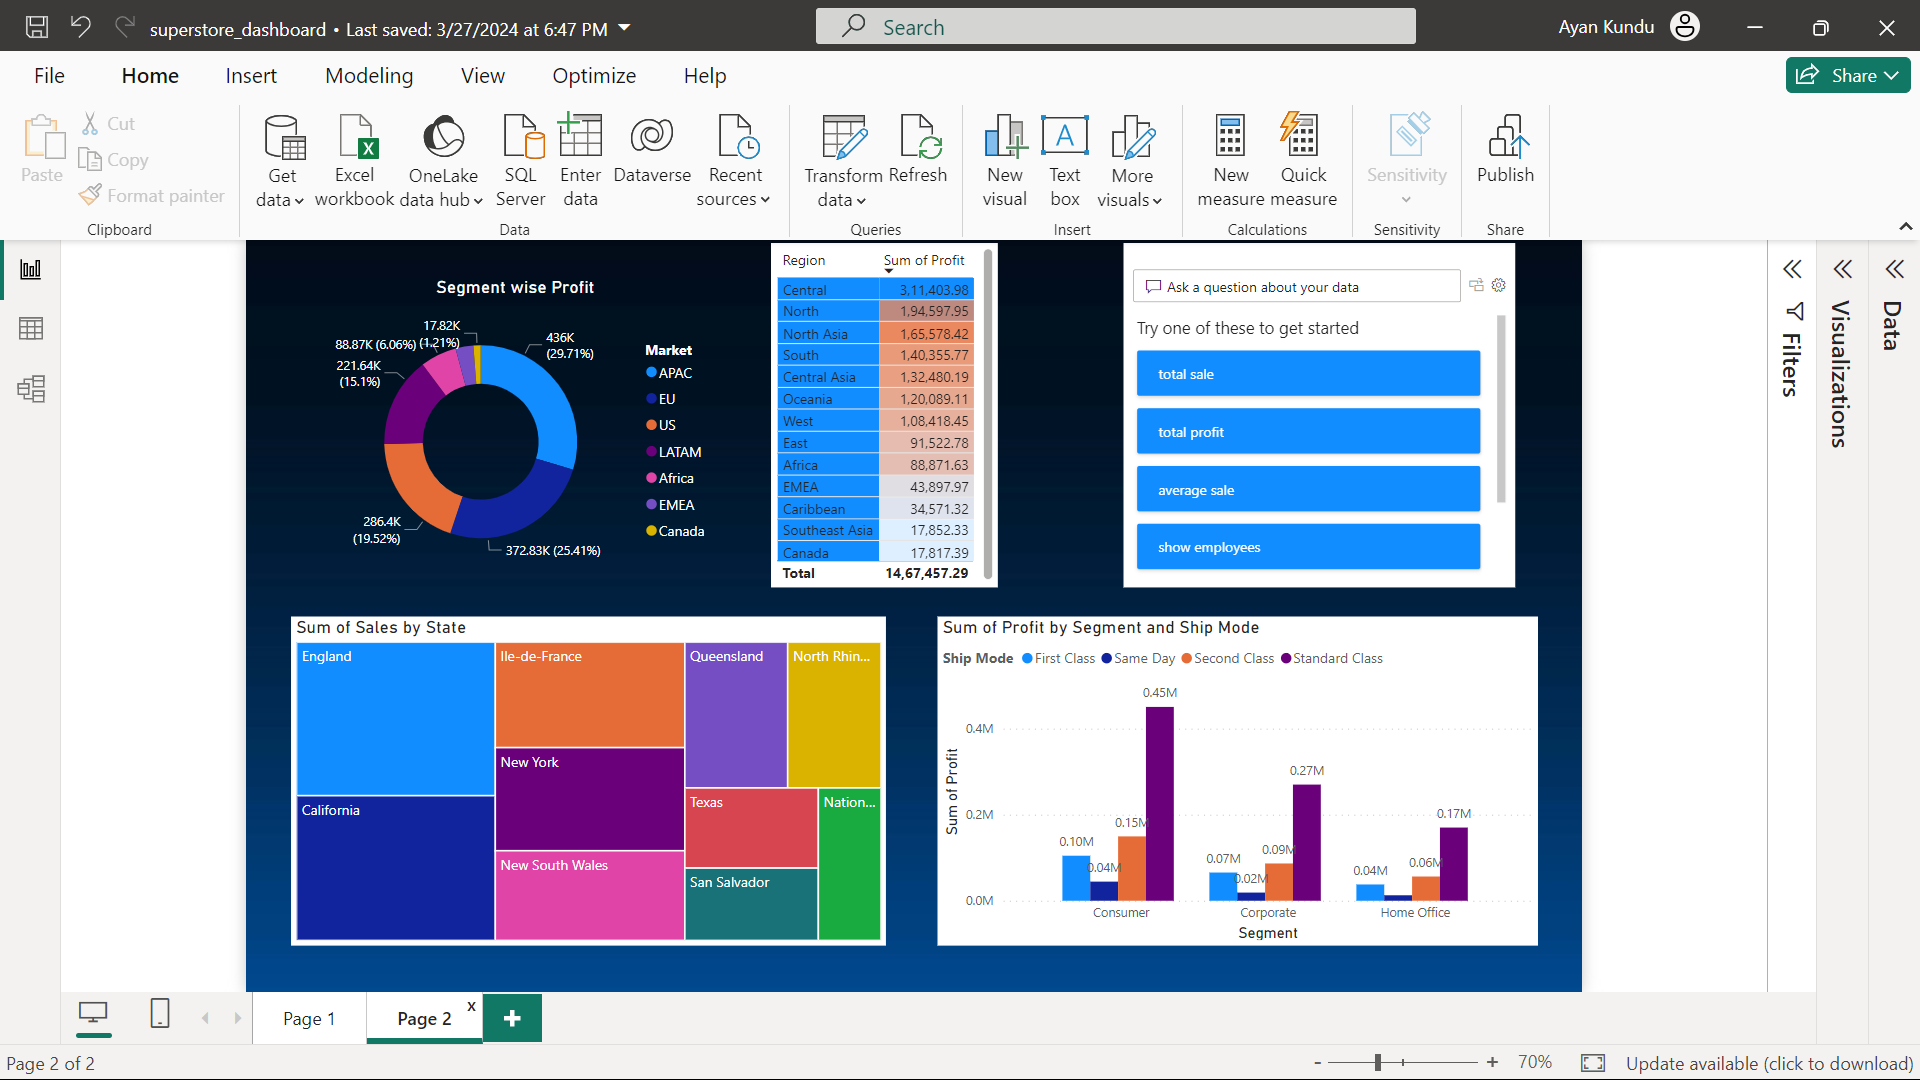 superstore_dashboard • Last saved: 3/27/2024 at 6:47 PM
Search
Ayan Kundu
File Home Insert Modeling View Optimize Help
Share
Paste
Cut
Copy
Format painter
Clipboard
Get data
Excel workbook
OneLake data hub
SQL Server
Enter data
Dataverse
Recent sources
Data
Transform data
Refresh
Queries
New visual
Text box
More visuals
Insert
New measure
Quick measure
Calculations
Sensitivity
Sensitivity
Publish
Share
Segment wise Profit
17.82K
(1.21%)
88.87K (6.06%)
221.64K
(15.1%)
436K
(29.71%)
286.4K
(19.52%)
372.83K (25.41%)
Market
APAC
EU
US
LATAM
Africa
EMEA
Canada
Region Sum of Profit
Central 3,11,403.98
North 1,94,597.95
North Asia 1,65,578.42
South 1,40,355.77
Central Asia 1,32,480.19
Oceania 1,20,089.11
West 1,08,418.45
East 91,522.78
Africa 88,871.63
EMEA 43,897.97
Caribbean 34,571.32
Southeast Asia 17,852.33
Canada 17,817.39
Total 14,67,457.29
Ask a question about your data
Try one of these to get started
total sale
total profit
average sale
show employees
Filters
Visualizations
Data
Sum of Sales by State
England
California
Ile-de-France
New York
New South Wales
Queensland
North Rhin...
Texas
San Salvador
Nation...
Sum of Profit by Segment and Ship Mode
Ship Mode First Class Same Day Second Class Standard Class
Sum of Profit
0.4M
0.2M
0.0M
0.10M
0.04M
0.15M
0.45M
0.07M
0.02M
0.09M
0.27M
0.04M
0.06M
0.17M
Consumer Corporate Home Office
Segment
Page 1
Page 2
x
+
Page 2 of 2
- + 70%
Update available (click to download)